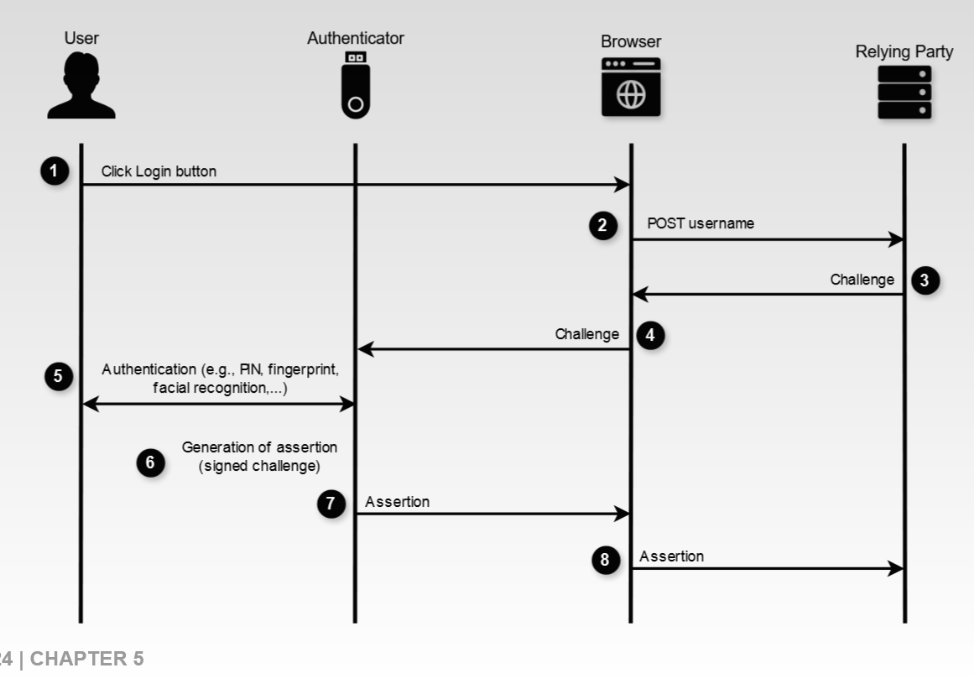 User
Authenticator
Browser
Relying Party
1
Click Login button
2
POST username
Challenge
3
Challenge
4
5
Authentication (e.g., PIN, fingerprint,
facial recognition,...)
6
Generation of assertion
(signed challenge)
7
Assertion
8
Assertion
24 | CHAPTER 5